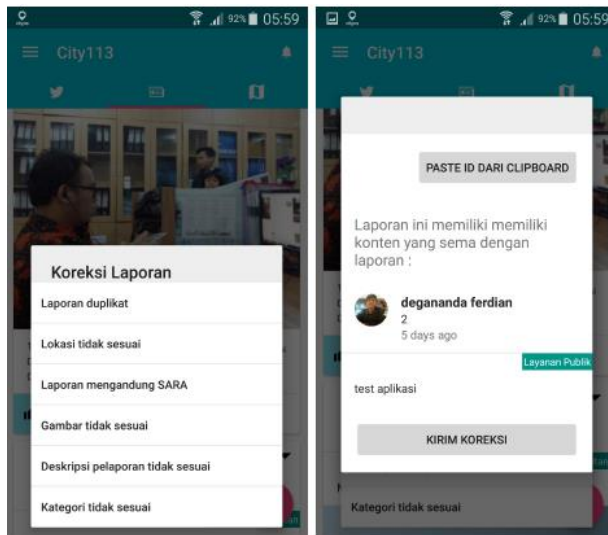 92% 05:59
City113
Koreksi Laporan
Laporan duplikat
Lokasi tidak sesuai
Laporan mengandung SARA
Gambar tidak sesuai
Deskripsi pelaporan tidak sesuai
Kategori tidak sesuai
92% 05:59
City113
PASTE ID DARI CLIPBOARD
Laporan ini memiliki memiliki
konten yang sema dengan
laporan :
degananda ferdian
2
5 days ago
Layanan Publik
test aplikasi
KIRIM KOREKSI
Kategori tidak sesuai